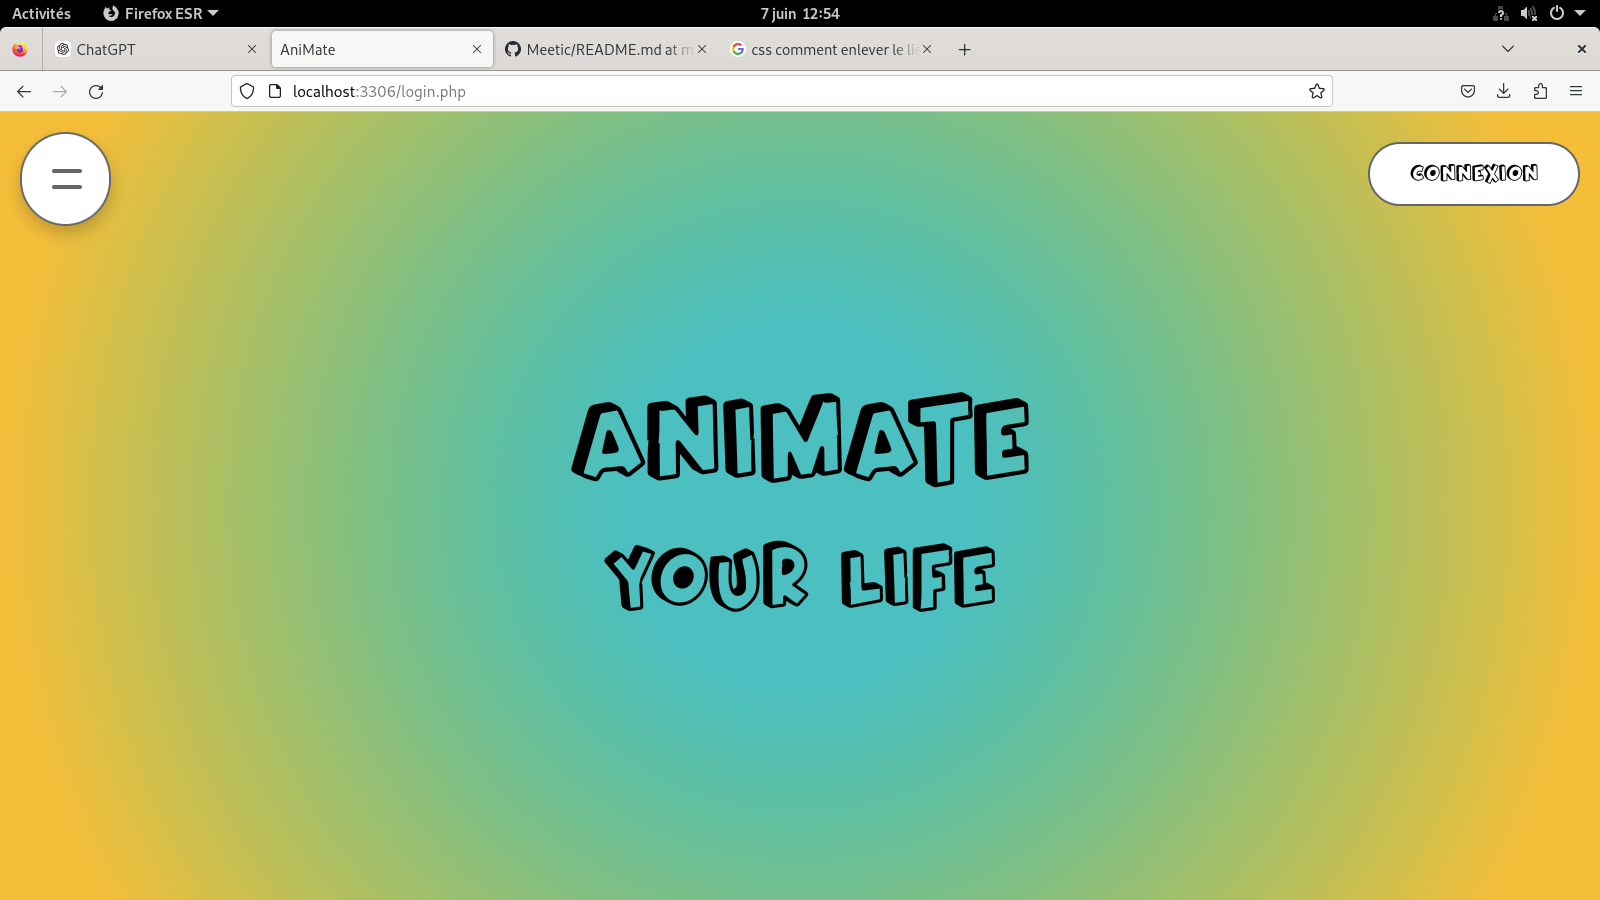 Activités Firefox ESR 7 juin 12:54
ChatGPT AniMate Meetic/README.md at m css comment enlever le li
localhost:3306/login.php
CONNEXION
ANIMATE
YOUR LIFE